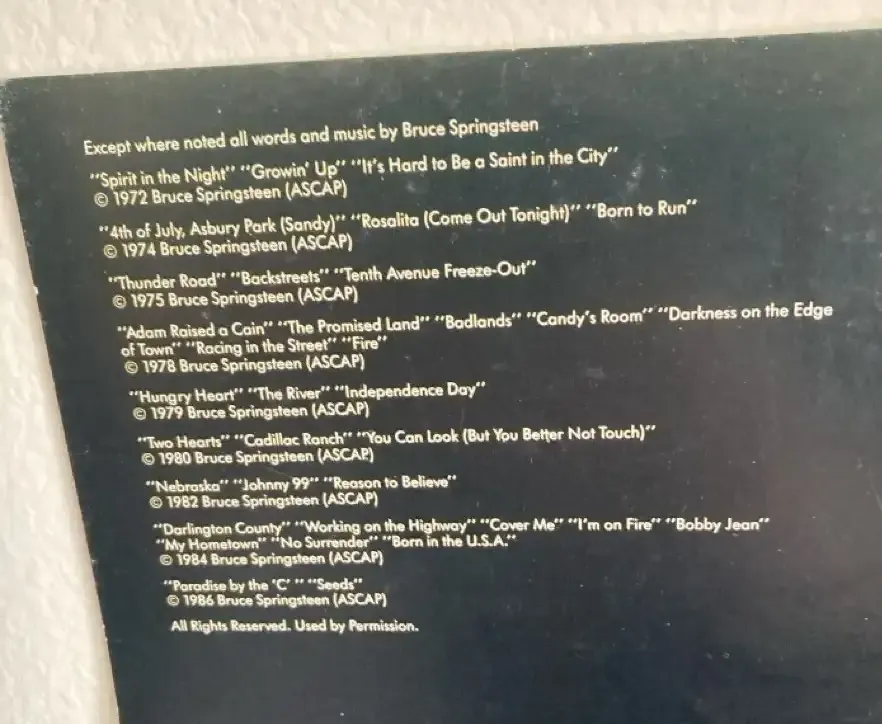 Except where noted all words and music by Bruce Springsteen
"Spirit in the Night" "Growin' Up" "It's Hard to Be a Saint in the City"
© 1972 Bruce Springsteen (ASCAP)
"4th of July, Asbury Park (Sandy)" "Rosalita (Come Out Tonight)" "Born to Run"
© 1974 Bruce Springsteen (ASCAP)
"Thunder Road" "Backstreets" "Tenth Avenue Freeze-Out"
© 1975 Bruce Springsteen (ASCAP)
"Adam Raised a Cain" "The Promised Land" "Badlands" "Candy's Room" "Darkness on the Edge
of Town" "Racing in the Street" "Fire"
© 1978 Bruce Springsteen (ASCAP)
"Hungry Heart" "The River" "Independence Day"
© 1979 Bruce Springsteen (ASCAP)
"Two Hearts" "Cadillac Ranch" "You Can Look (But You Better Not Touch)"
© 1980 Bruce Springsteen (ASCAP)
"Nebraska" "Johnny 99" "Reason to Believe"
© 1982 Bruce Springsteen (ASCAP)
"Darlington County" "Working on the Highway" "Cover Me" "I'm on Fire" "Bobby Jean"
"My Hometown" "No Surrender" "Born in the U.S.A."
© 1984 Bruce Springsteen (ASCAP)
"Paradise by the 'C' " "Seeds"
© 1986 Bruce Springsteen (ASCAP)
All Rights Reserved. Used by Permission.